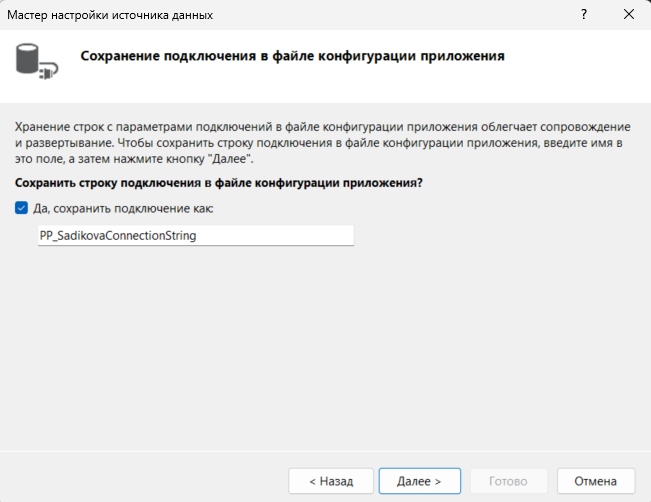 Мастер настройки источника данных
?
Сохранение подключения в файле конфигурации приложения
Хранение строк с параметрами подключений в файле конфигурации приложения облегчает сопровождение
и развертывание. Чтобы сохранить строку подключения в файле конфигурации приложения, введите имя в
это поле, а затем нажмите кнопку "Далее".
Сохранить строку подключения в файле конфигурации приложения?
Да, сохранить подключение как:
PP_SadikovaConnectionString
< Назад
Далее >
Готово
Отмена